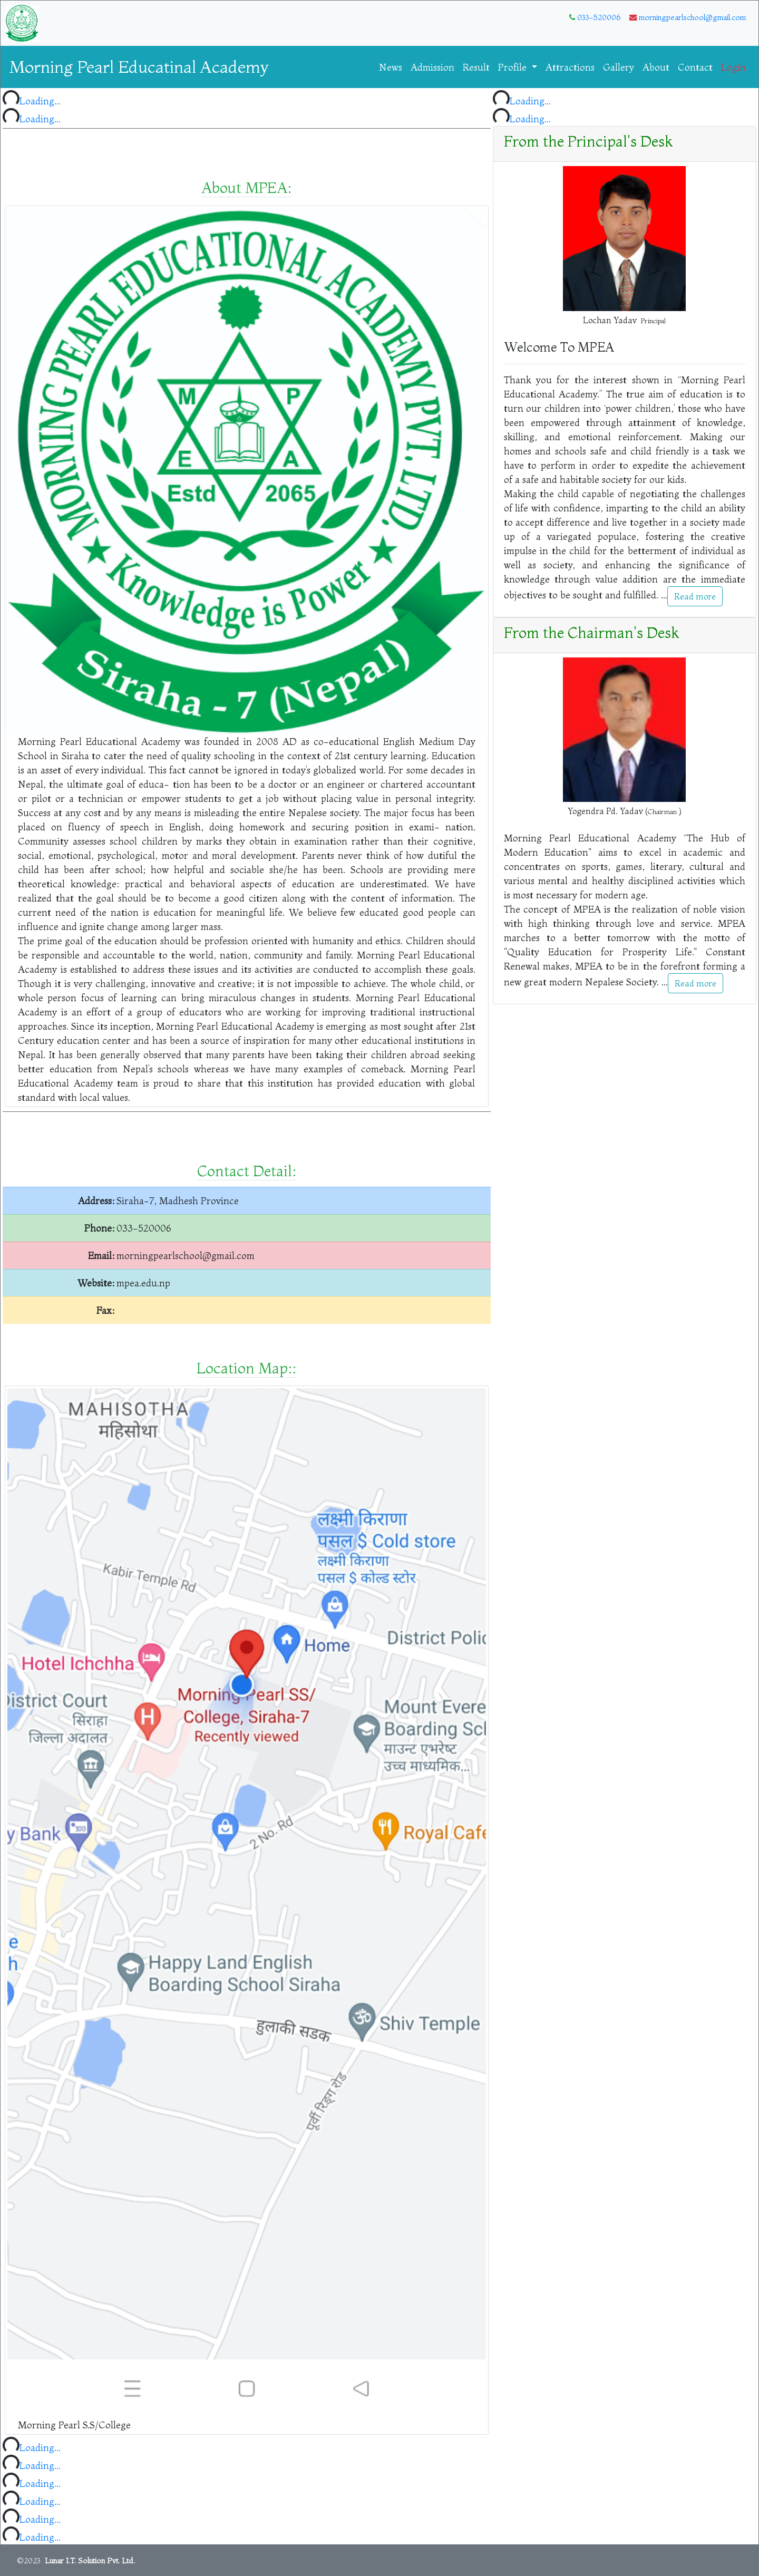 033-520006 morningpearlschool@gmail.com
Morning Pearl Educatinal Academy
News Admission Result Profile Attractions Gallery About Contact Login
Loading...
Loading...
About MPEA:
MORNING PEARL EDUCATIONAL ACADEMY PVT. LTD.
M P E A
Estd 2065
Knowledge is Power
Siraha - 7 (Nepal)
Morning Pearl Educational Academy was founded in 2008 AD as co-educational English Medium Day
School in Siraha to cater the need of quality schooling in the context of 21st century learning. Education
is an asset of every individual. This fact cannot be ignored in today's globalized world. For some decades in
Nepal, the ultimate goal of educa- tion has been to be a doctor or an engineer or chartered accountant
or pilot or a technician or empower students to get a job without placing value in personal integrity.
Success at any cost and by any means is misleading the entire Nepalese society. The major focus has been
placed on fluency of speech in English, doing homework and securing position in exami- nation.
Community assesses school children by marks they obtain in examination rather than their cognitive,
social, emotional, psychological, motor and moral development. Parents never think of how dutiful the
child has been after school; how helpful and sociable she/he has been. Schools are providing mere
theoretical knowledge: practical and behavioral aspects of education are underestimated. We have
realized that the goal should be to become a good citizen along with the content of information. The
current need of the nation is education for meaningful life. We believe few educated good people can
influence and ignite change among larger mass.
The prime goal of the education should be profession oriented with humanity and ethics. Children should
be responsible and accountable to the world, nation, community and family. Morning Pearl Educational
Academy is established to address these issues and its activities are conducted to accomplish these goals.
Though it is very challenging, innovative and creative; it is not impossible to achieve. The whole child, or
whole person focus of learning can bring massive changes in students. Morning Pearl Educational
Academy is an effort of a group of educators who are working for improving traditional instructional
approaches. Since its inception, Morning Pearl Educational Academy is emerging as most sought after 21st
Century education center and has been a source of inspiration for many other educational institutions in
Nepal. It has been generally observed that many parents have been taking their children abroad seeking
better education from Nepal's schools whereas we have many examples of comeback. Morning Pearl
Educational Academy team is proud to share that this institution has provided education with global
standard with local values.
Contact Detail:
Address: Siraha-7, Madhesh Province
Phone: 033-520006
Email: morningpearlschool@gmail.com
Website: mpea.edu.np
Fax:
Location Map::
MAHISOTHA
महिसोथा
लक्ष्मी किराणा
पसल $ Cold store
लक्ष्मी किराणा
पसल $ कोल्ड स्टोर
Kabir Temple Rd
Home
District Polic
Hotel Ichchha
District Court
सिराहा
जिल्ला अदालत
Morning Pearl SS/
College, Siraha-7
Recently viewed
Mount Evere
Boarding Sch
माउन्ट एभरेष्ट
उच्च माध्यमिक...
y Bank
2 No. Rd
Royal Cafe
e
h
Happy Land English
Boarding School Siraha
हुलाकी सडक
Shiv Temple
पूर्वी रिङ्ग रोड
Morning Pearl S.S/College
Loading...
Loading...
Loading...
Loading...
Loading...
Loading...
Loading...
Loading...
From the Principal's Desk
Lochan Yadav Principal
Welcome To MPEA
Thank you for the interest shown in "Morning Pearl
Educational Academy." The true aim of education is to
turn our children into 'power children,' those who have
been empowered through attainment of knowledge,
skilling, and emotional reinforcement. Making our
homes and schools safe and child friendly is a task we
have to perform in order to expedite the achievement
of a safe and habitable society for our kids.
Making the child capable of negotiating the challenges
of life with confidence, imparting to the child an ability
to accept difference and live together in a society made
up of a variegated populace, fostering the creative
impulse in the child for the betterment of individual as
well as society, and enhancing the significance of
knowledge through value addition are the immediate
objectives to be sought and fulfilled. ...Read more
From the Chairman's Desk
Yogendra Pd. Yadav (Chairman )
Morning Pearl Educational Academy "The Hub of
Modern Education" aims to excel in academic and
concentrates on sports, games, literary, cultural and
various mental and healthy disciplined activities which
is most necessary for modern age.
The concept of MPEA is the realization of noble vision
with high thinking through love and service. MPEA
marches to a better tomorrow with the motto of
"Quality Education for Prosperity Life." Constant
Renewal makes, MPEA to be in the forefront forming a
new great modern Nepalese Society. ...Read more
©2023 Lunar I.T. Solution Pvt. Ltd.